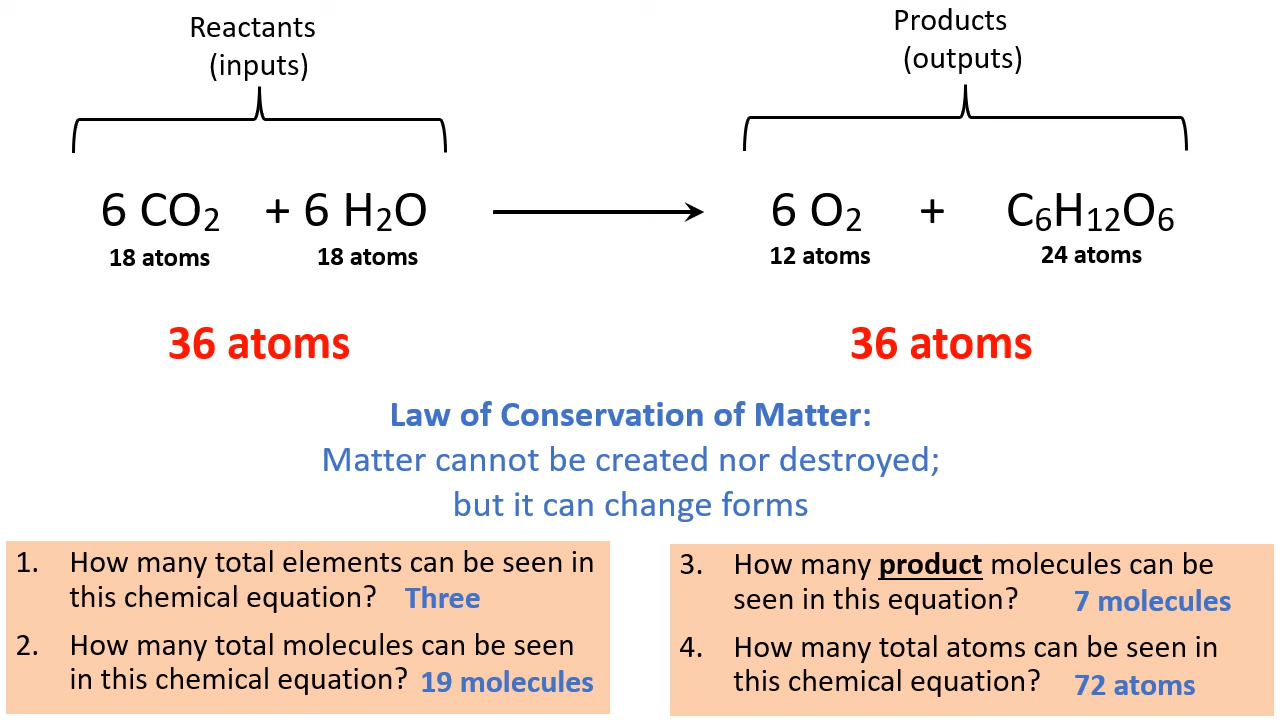 Reactants
(inputs)
Products
(outputs)
6 CO₂ + 6 H₂O
6 O₂ + C₆H₁₂O₆
18 atoms
18 atoms
12 atoms
24 atoms
36 atoms
36 atoms
Law of Conservation of Matter:
Matter cannot be created nor destroyed;
but it can change forms
1. How many total elements can be seen in
this chemical equation? Three
2. How many total molecules can be seen
in this chemical equation? 19 molecules
3. How many product molecules can be
seen in this equation? 7 molecules
4. How many total atoms can be seen in
this chemical equation? 72 atoms